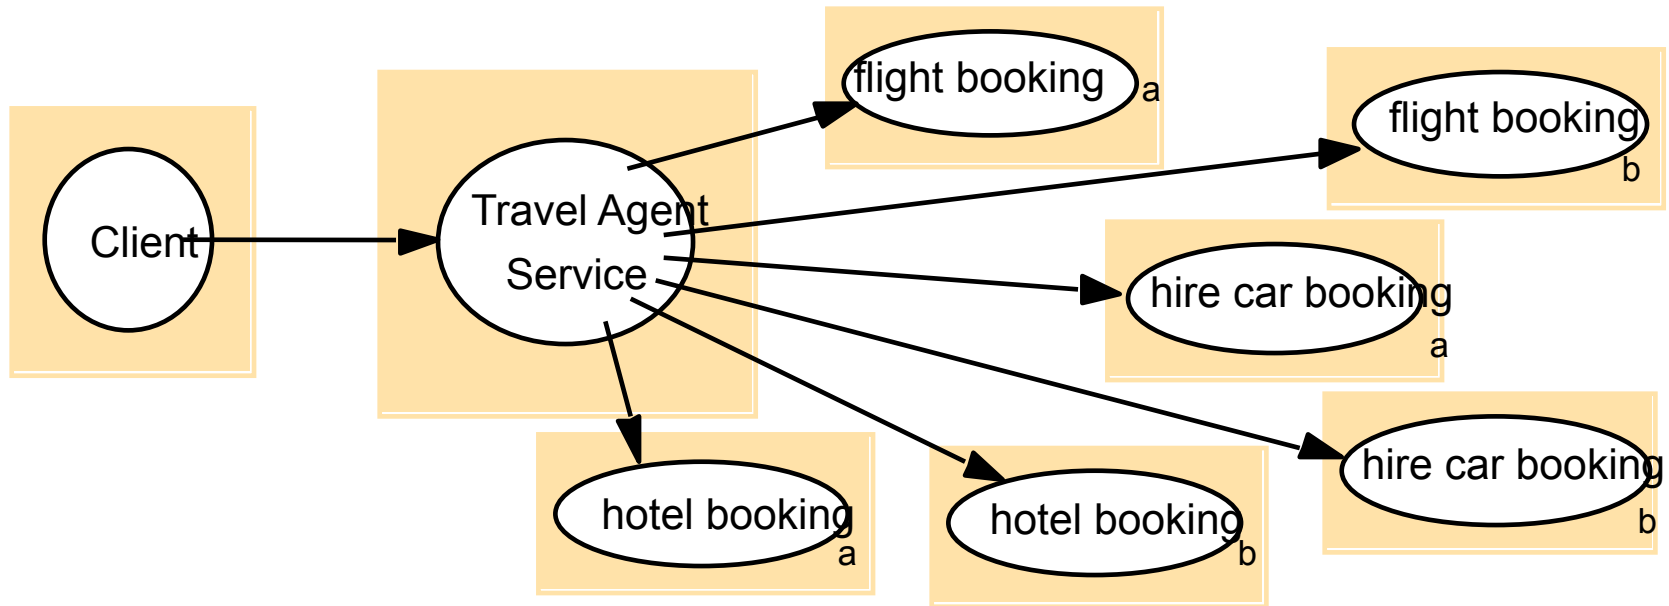 flight booking
a
flight booking
b
Client
Travel Agent
Service
hire car booking
a
hire car booking
b
hotel booking
a
hotel booking
b